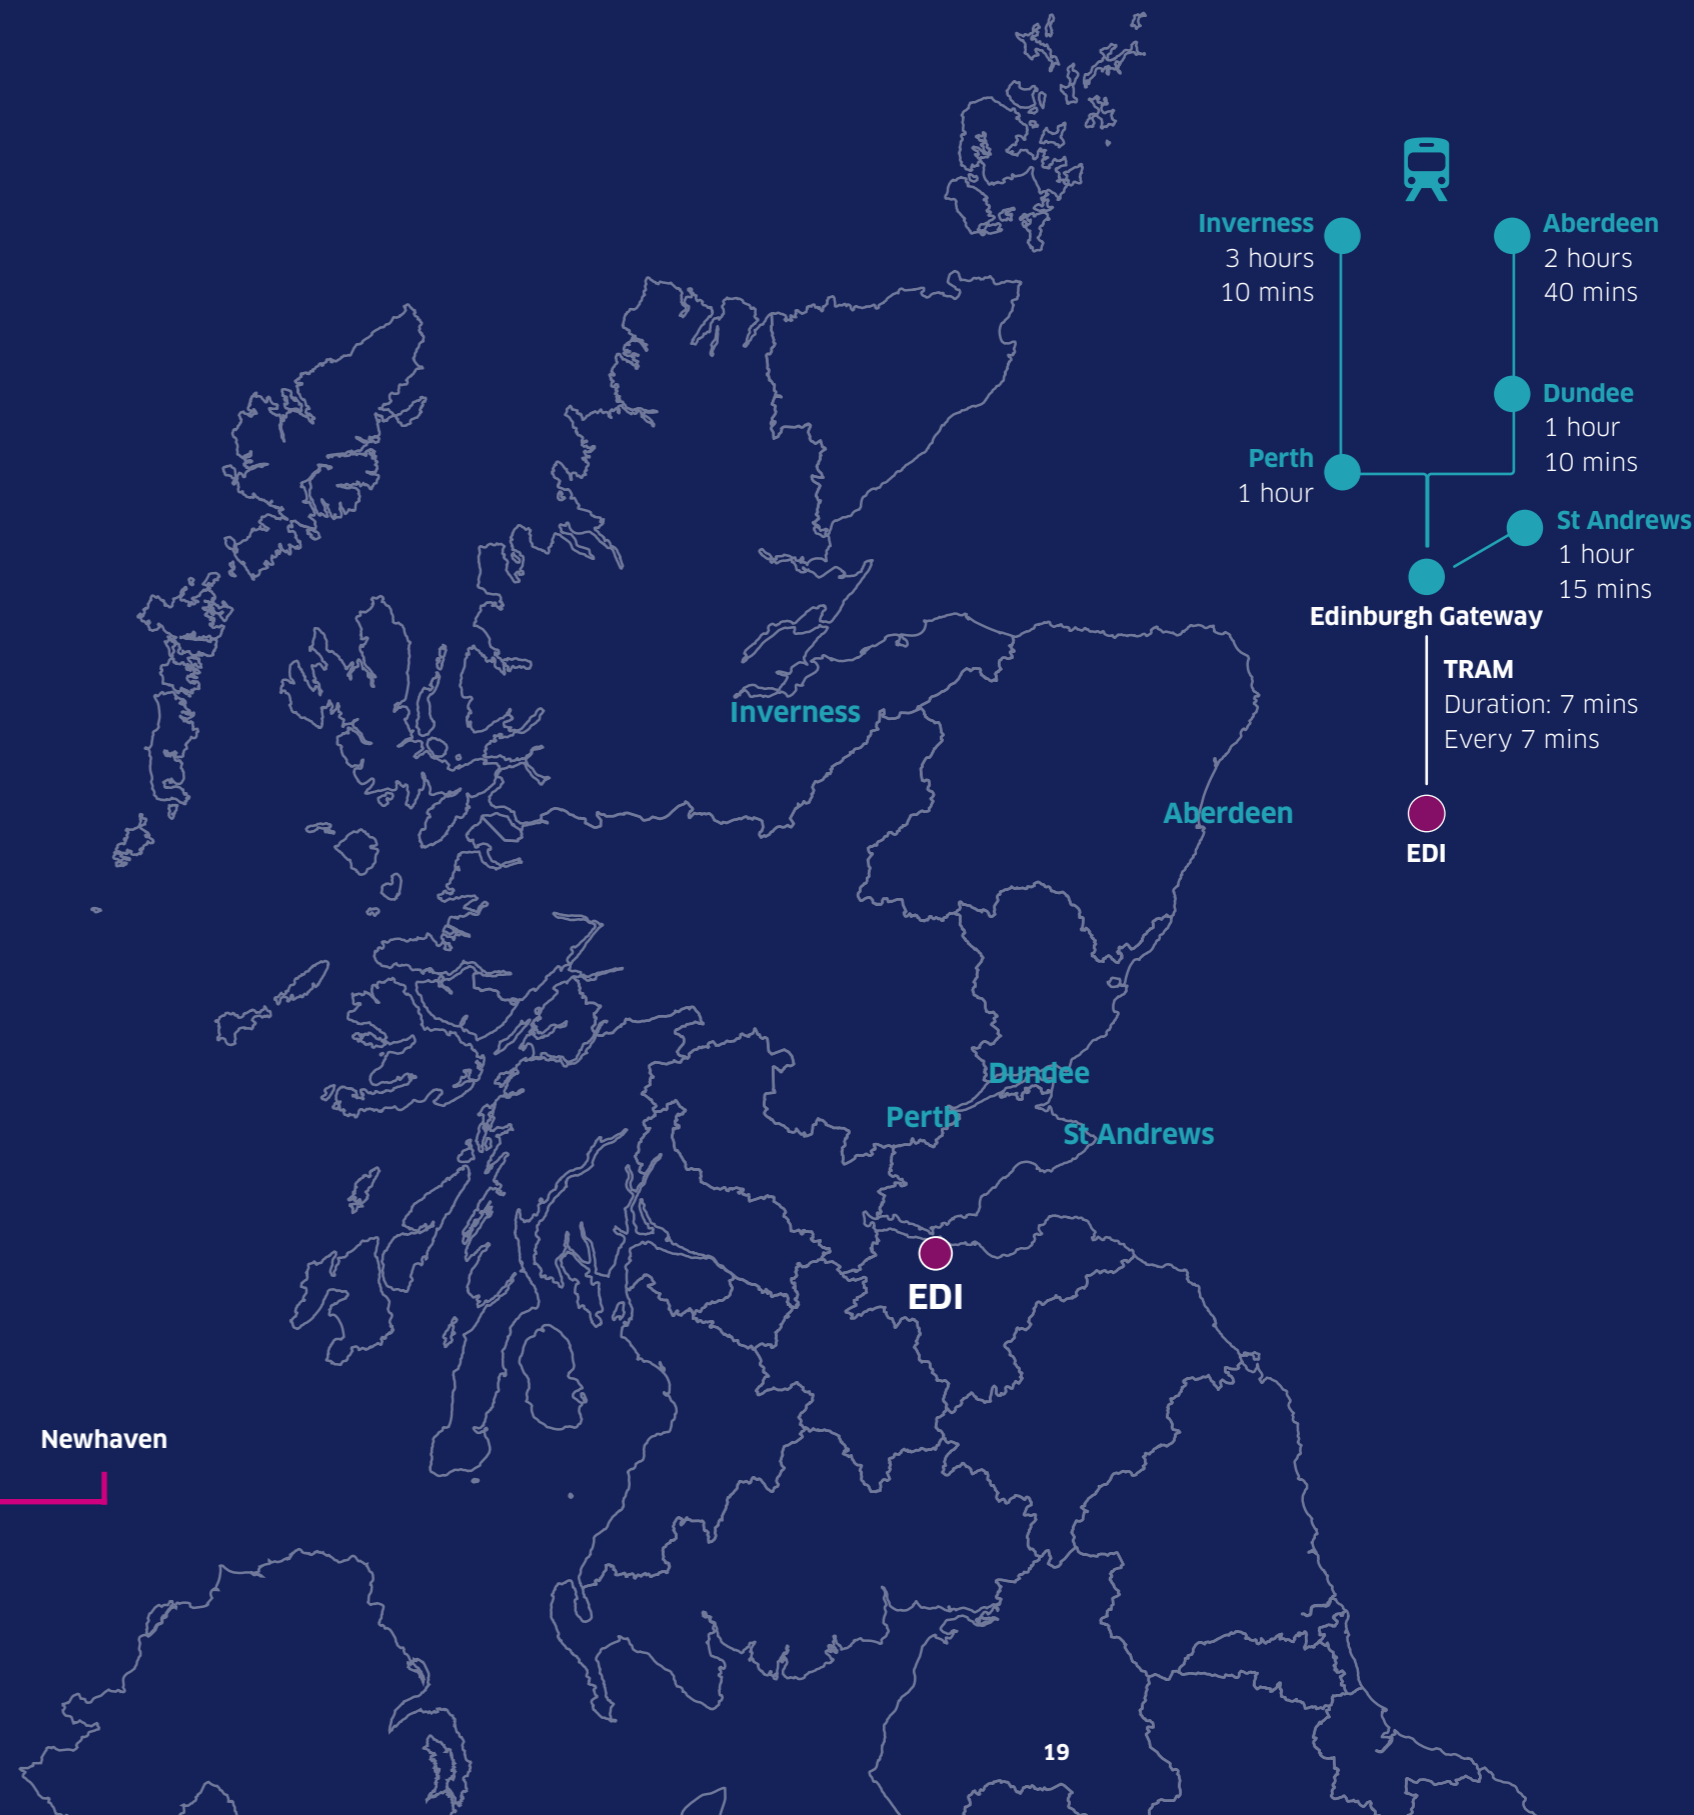 Inverness
3 hours
10 mins
Aberdeen
2 hours
40 mins
Dundee
1 hour
10 mins
Perth
1 hour
St Andrews
1 hour
15 mins
Edinburgh Gateway
TRAM
Duration: 7 mins
Every 7 mins
EDI
Inverness
Aberdeen
Dundee
Perth
St Andrews
EDI
Newhaven
19